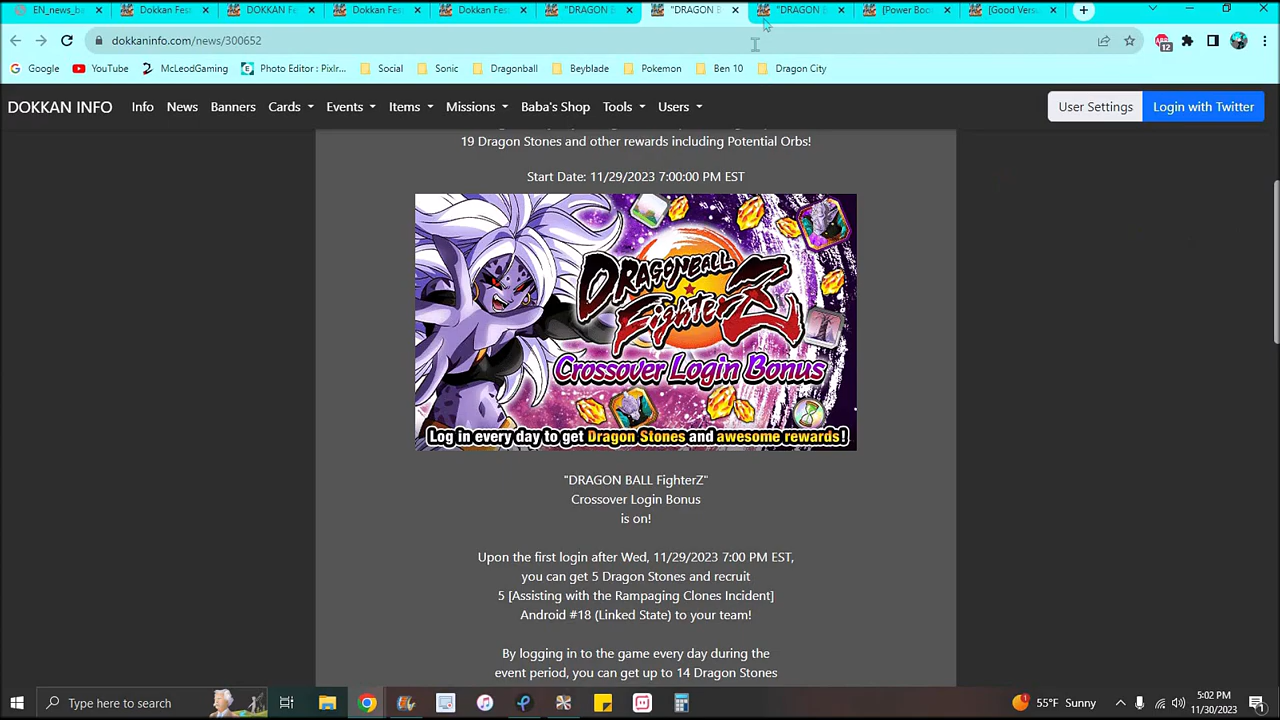 EN_news_ba
Dokkan Fes
DOKKAN F
Dokkan Fes
Dokkan Fes
"DRAGON B
"DRAGON B
"DRAGON B
[Power Boo
[Good Versu
dokkaninfo.com/news/300652
12
Google
YouTube
McLeodGaming
Photo Editor : Pixlr...
Social
Sonic
Dragonball
Beyblade
Pokemon
Ben 10
Dragon City
DOKKAN INFO
Info
News
Banners
Cards
Events
Items
Missions
Baba's Shop
Tools
Users
User Settings
Login with Twitter
19 Dragon Stones and other rewards including Potential Orbs!
Start Date: 11/29/2023 7:00:00 PM EST
DRAGONBALL
FighterZ
Crossover Login Bonus
Log in every day to get Dragon Stones and awesome rewards!
"DRAGON BALL FighterZ"
Crossover Login Bonus
is on!
Upon the first login after Wed, 11/29/2023 7:00 PM EST,
you can get 5 Dragon Stones and recruit
5 [Assisting with the Rampaging Clones Incident]
Android #18 (Linked State) to your team!
By logging in to the game every day during the
event period, you can get up to 14 Dragon Stones
Type here to search
1
55°F Sunny
5:02 PM
11/30/2023
1